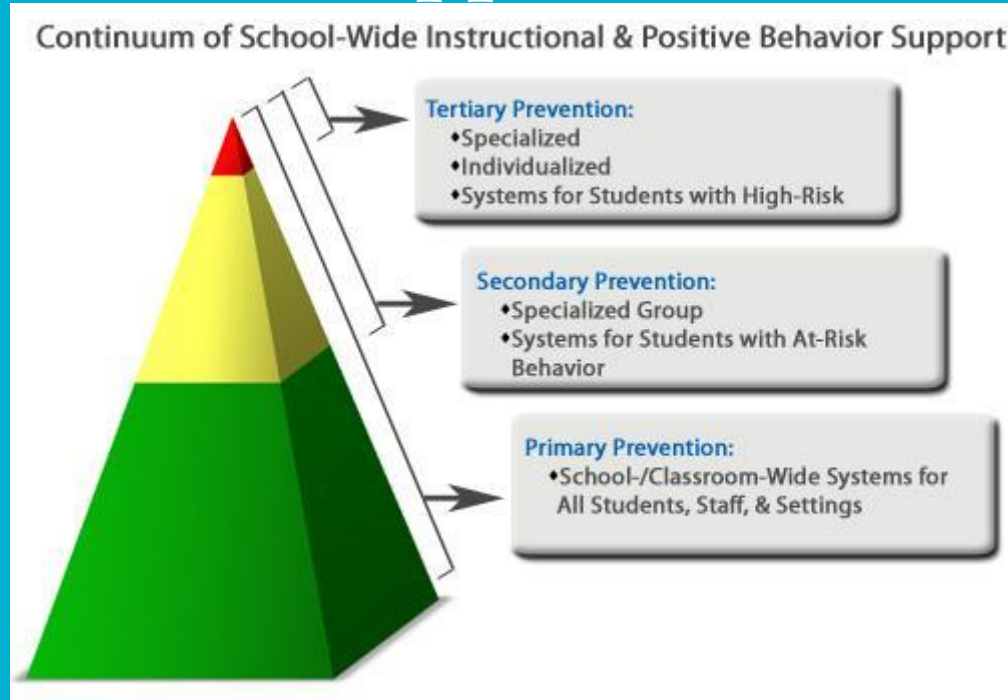 Continuum of School-Wide Instructional & Positive Behavior Support
Tertiary Prevention:
♦Specialized
♦Individualized
♦Systems for Students with High-Risk
Secondary Prevention:
♦Specialized Group
♦Systems for Students with At-Risk
Behavior
Primary Prevention:
♦School-/Classroom-Wide Systems for
All Students, Staff, & Settings